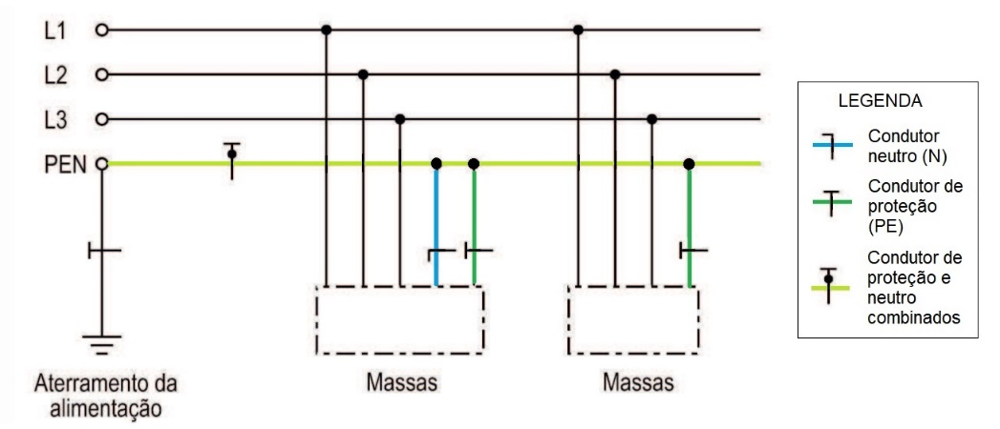 L1
L2
L3
PEN
Aterramento da
alimentação
Massas
Massas
LEGENDA
Condutor
neutro (N)
Condutor de
proteção
(PE)
Condutor de
proteção e
neutro
combinados